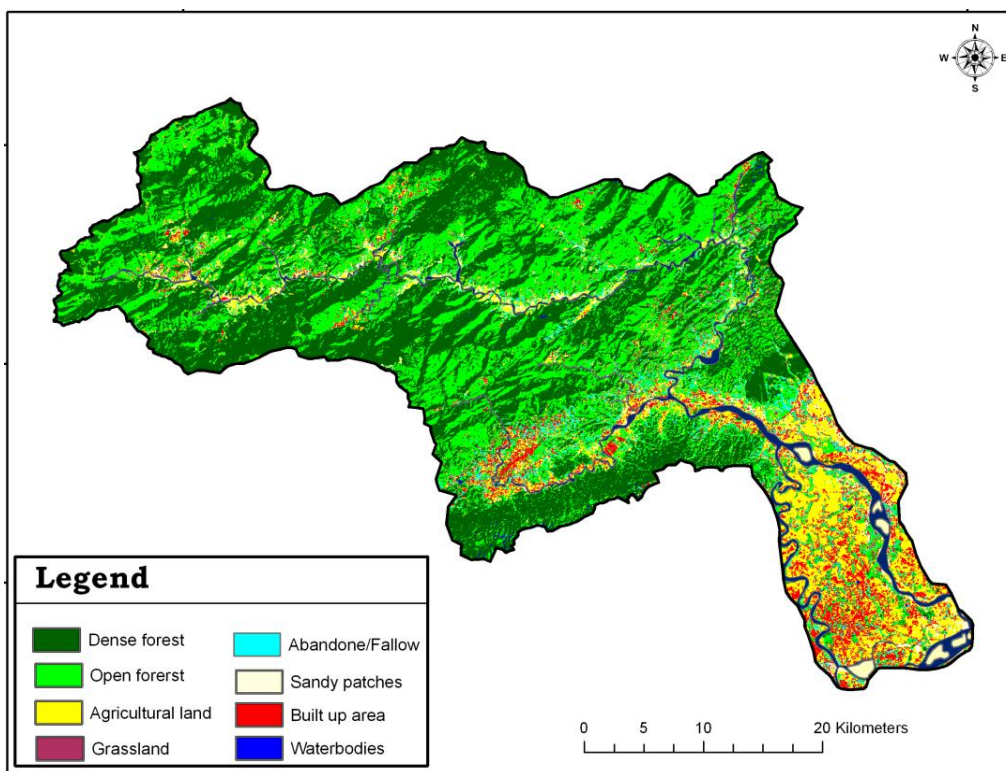 N
W E
S
Legend
Dense forest
Open forerst
Agricultural land
Grassland
Abandone/Fallow
Sandy patches
Built up area
Waterbodies
0 5 10 20 Kilometers